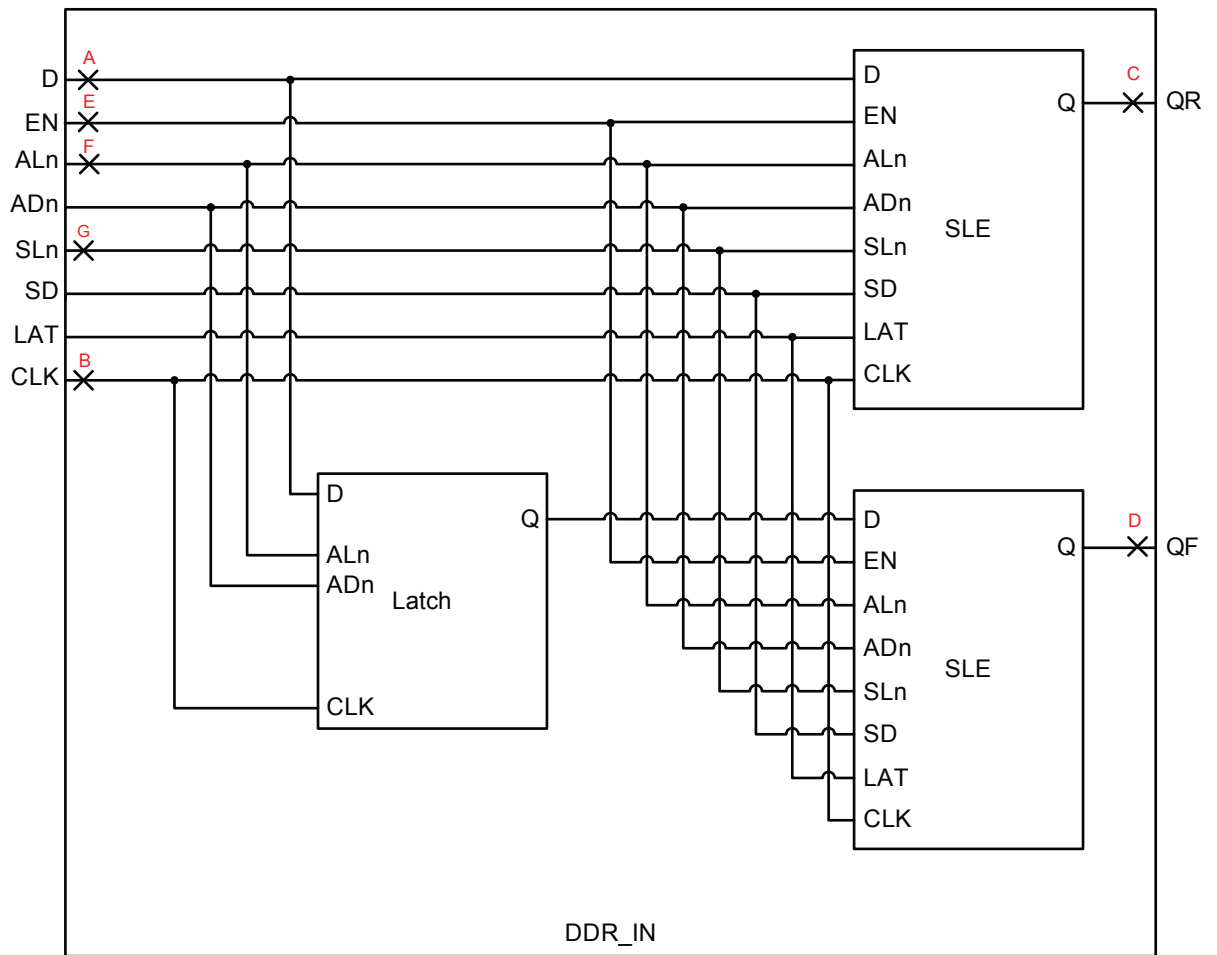 A
D
E
EN
F
ALn
ADn
G
SLn
SD
LAT
B
CLK
D
EN
ALn
ADn
SLn
SD
LAT
CLK
SLE
Q
C
QR
D
ALn
ADn
CLK
Latch
Q
D
EN
ALn
ADn
SLn
SD
LAT
CLK
SLE
Q
D
QF
DDR_IN